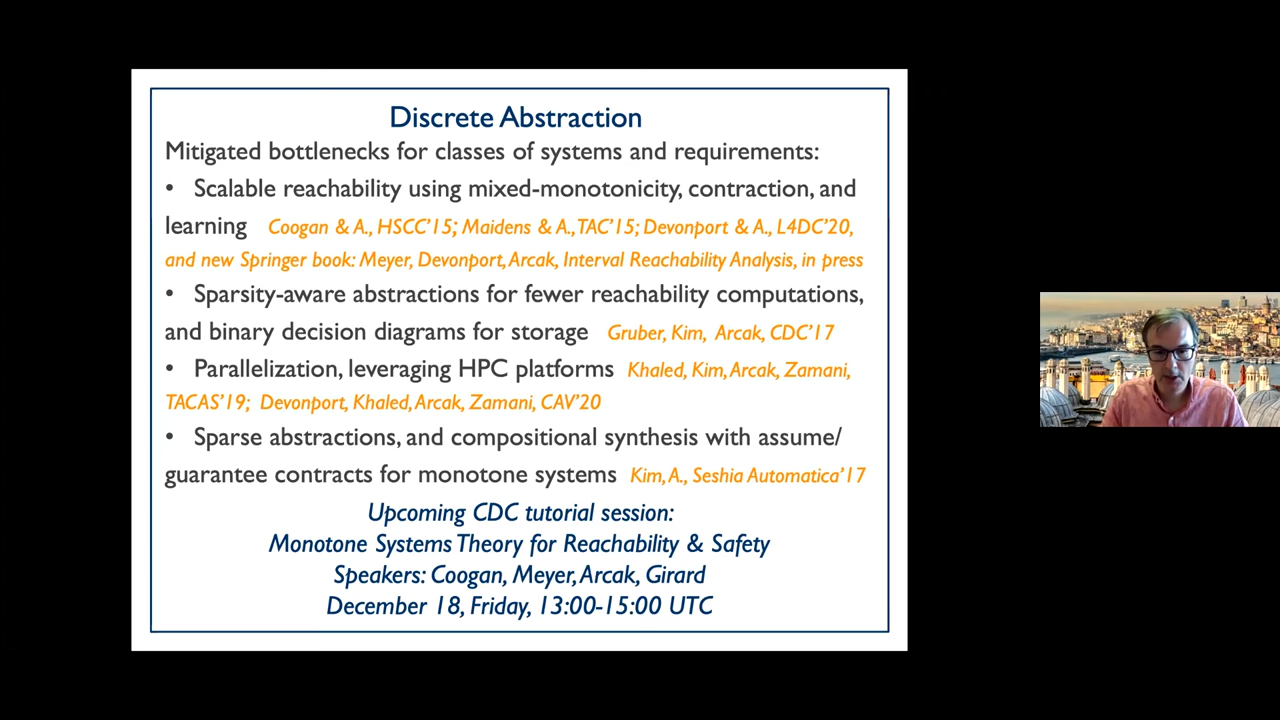 Discrete Abstraction
Mitigated bottlenecks for classes of systems and requirements:
• Scalable reachability using mixed-monotonicity, contraction, and
learning Coogan & A., HSCC'15; Maidens & A., TAC'15; Devonport & A., L4DC'20,
and new Springer book: Meyer, Devonport, Arcak, Interval Reachability Analysis, in press
• Sparsity-aware abstractions for fewer reachability computations,
and binary decision diagrams for storage Gruber, Kim, Arcak, CDC'17
• Parallelization, leveraging HPC platforms Khaled, Kim, Arcak, Zamani,
TACAS'19; Devonport, Khaled, Arcak, Zamani, CAV'20
• Sparse abstractions, and compositional synthesis with assume/
guarantee contracts for monotone systems Kim, A., Seshia Automatica'17
Upcoming CDC tutorial session:
Monotone Systems Theory for Reachability & Safety
Speakers: Coogan, Meyer, Arcak, Girard
December 18, Friday, 13:00-15:00 UTC